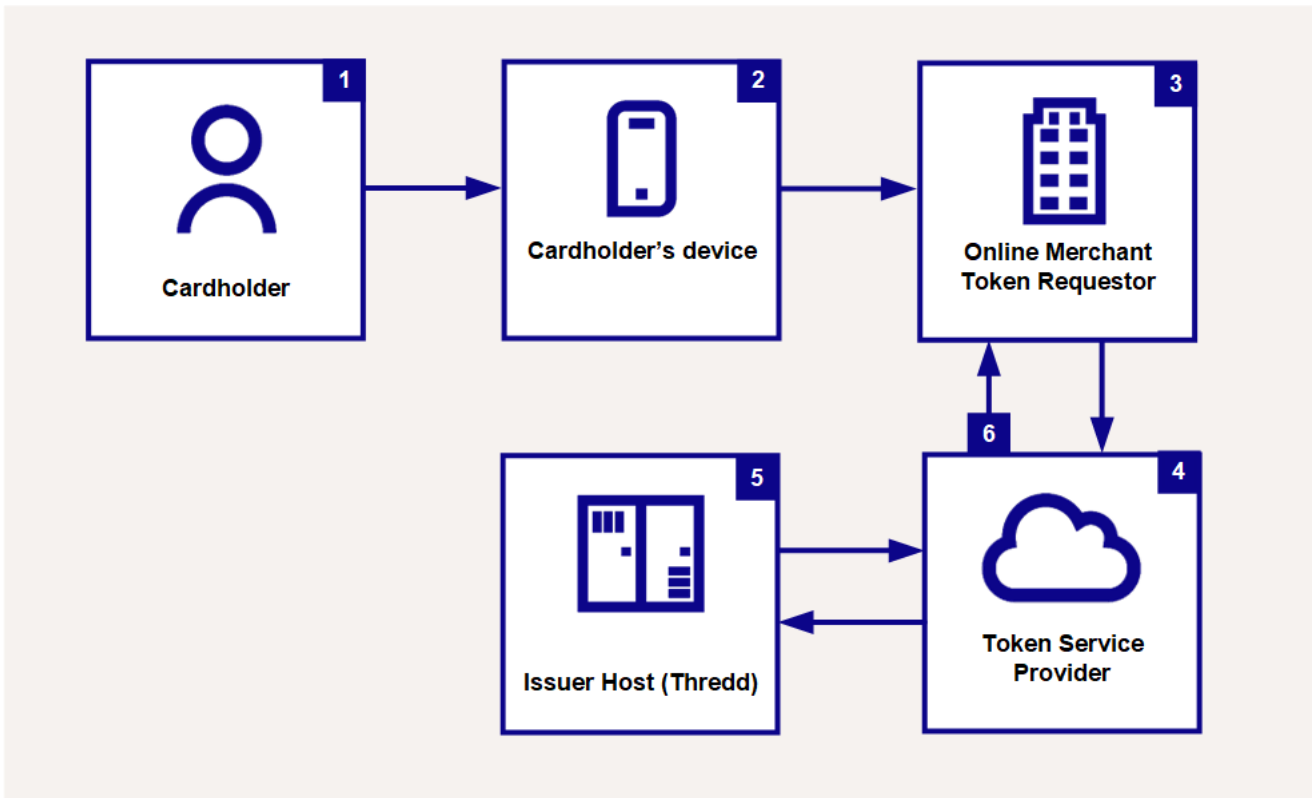 1
Cardholder
2
Cardholder's device
3
Online Merchant
Token Requestor
6
5
Issuer Host (Thredd)
4
Token Service
Provider